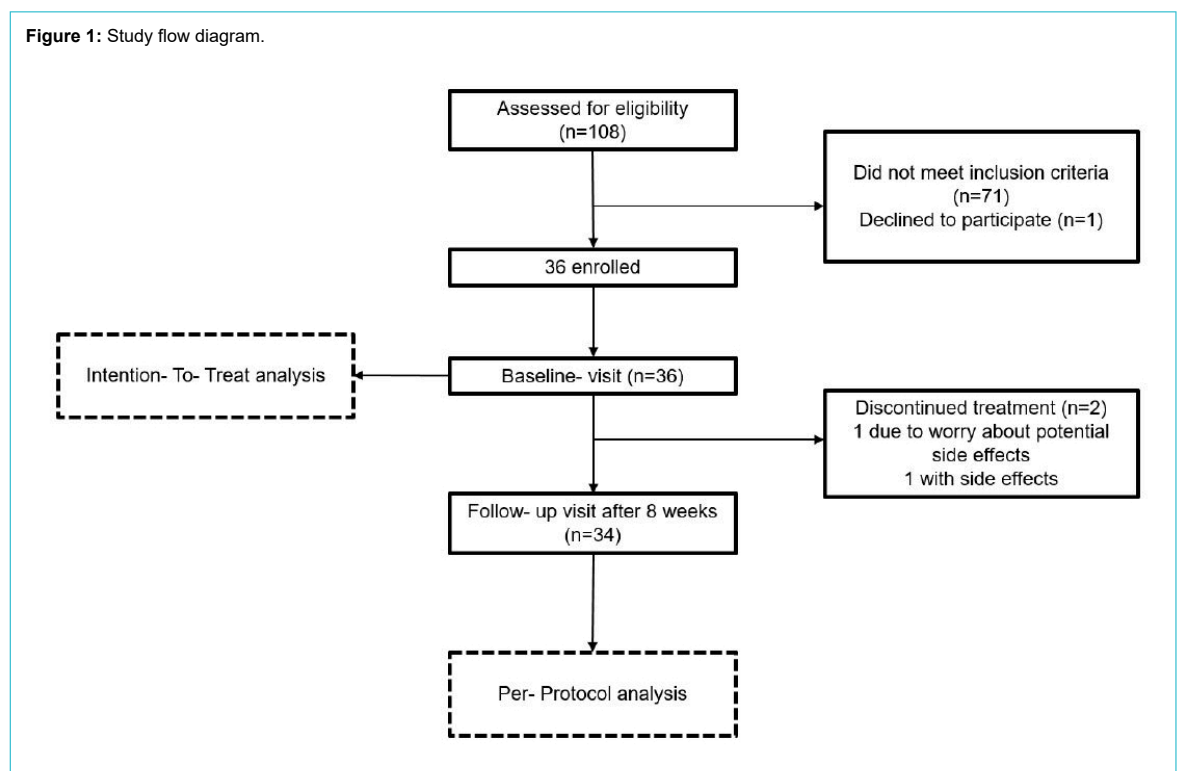 Figure 1: Study flow diagram.
Assessed for eligibility
(n=108)
Did not meet inclusion criteria
(n=71)
Declined to participate (n=1)
36 enrolled
Intention- To- Treat analysis
Baseline- visit (n=36)
Discontinued treatment (n=2)
1 due to worry about potential
side effects
1 with side effects
Follow- up visit after 8 weeks
(n=34)
Per- Protocol analysis